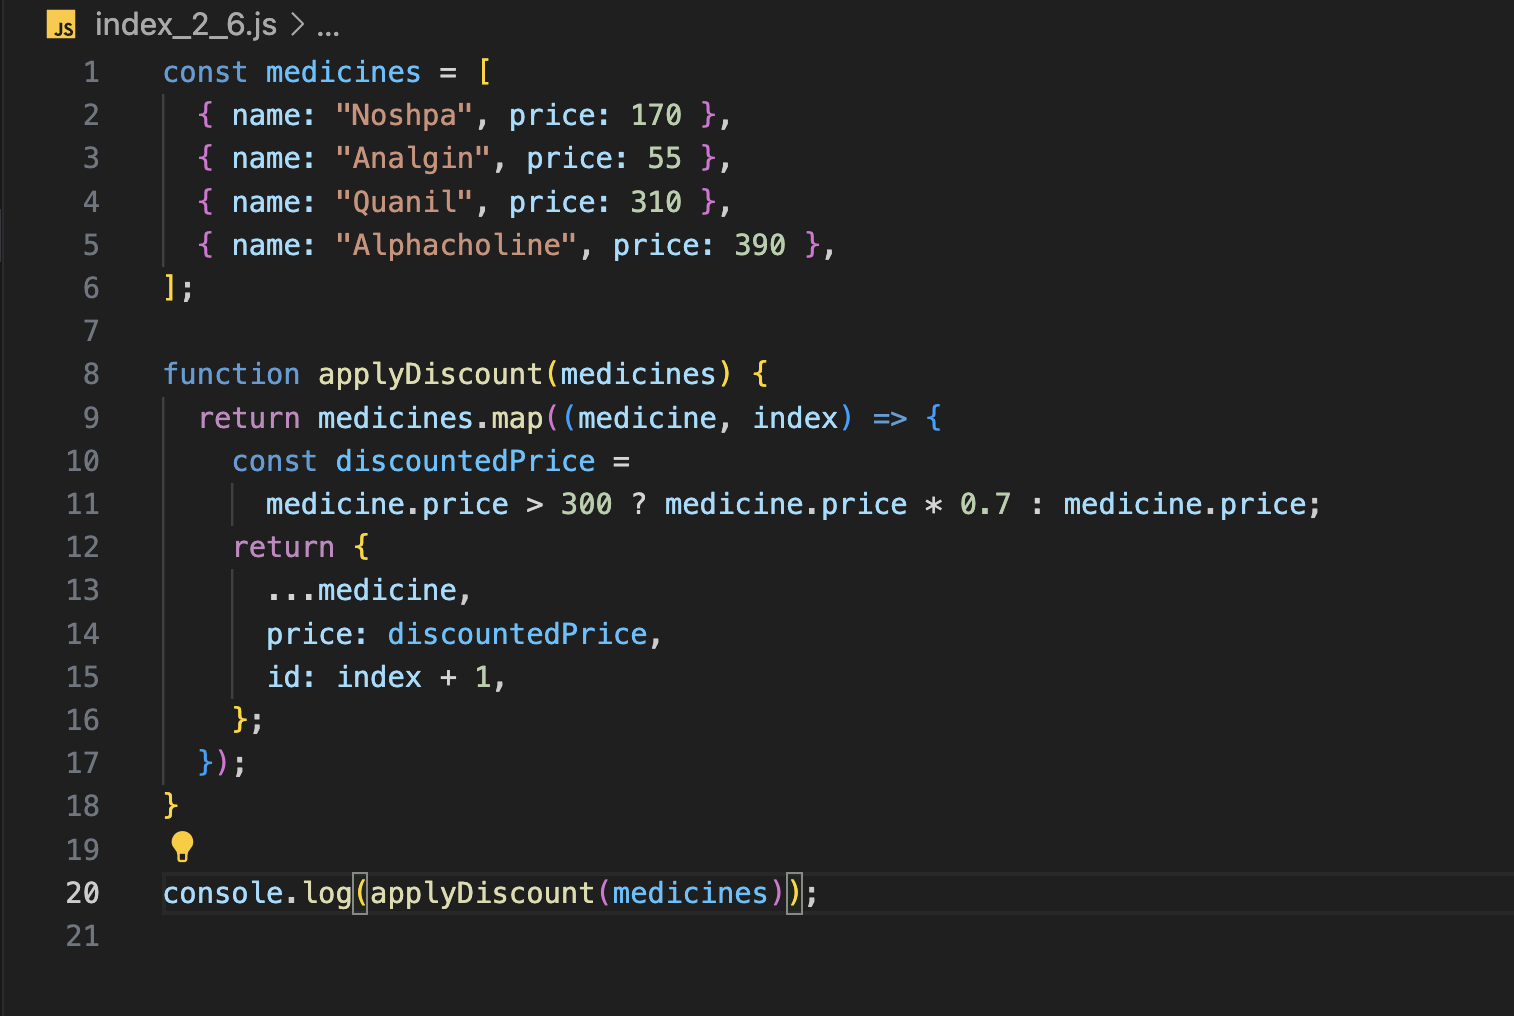 JS index_2_6.js > ...
1 const medicines = [
2   { name: "Noshpa", price: 170 },
3   { name: "Analgin", price: 55 },
4   { name: "Quanil", price: 310 },
5   { name: "Alphacholine", price: 390 },
6 ];
7
8 function applyDiscount(medicines) {
9   return medicines.map((medicine, index) => {
10     const discountedPrice =
11       medicine.price > 300 ? medicine.price * 0.7 : medicine.price;
12     return {
13       ...medicine,
14       price: discountedPrice,
15       id: index + 1,
16     };
17   });
18 }
19
20 console.log(applyDiscount(medicines));
21